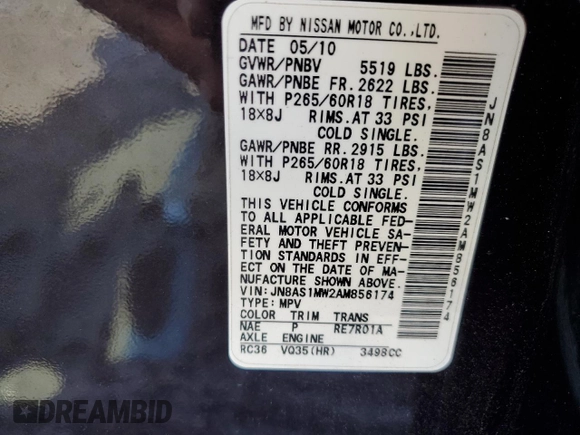 MFD BY NISSAN MOTOR CO.,LTD.
DATE 05/10
GVWR/PNBV 5519 LBS.
GAWR/PNBE FR. 2622 LBS.
WITH P265/60R18 TIRES,
18×8J RIMS.AT 33 PSI
COLD SINGLE.
GAWR/PNBE RR. 2915 LBS.
WITH P265/60R18 TIRES,
18×8J RIMS.AT 33 PSI
COLD SINGLE.
THIS VEHICLE CONFORMS
TO ALL APPLICABLE FED-
ERAL MOTOR VEHICLE SA-
FETY AND THEFT PREVEN-
TION STANDARDS IN EFF-
ECT ON THE DATE OF MA-
NUFACTURE SHOWN ABOVE.
VIN:JN8AS1MW2AM856174
TYPE:MPV
COLOR TRIM TRANS
NAE P RE7R01A
AXLE ENGINE
RC36 VQ35(HR) 3498CC
JN8AS1MW2AM856174
DREAMBID